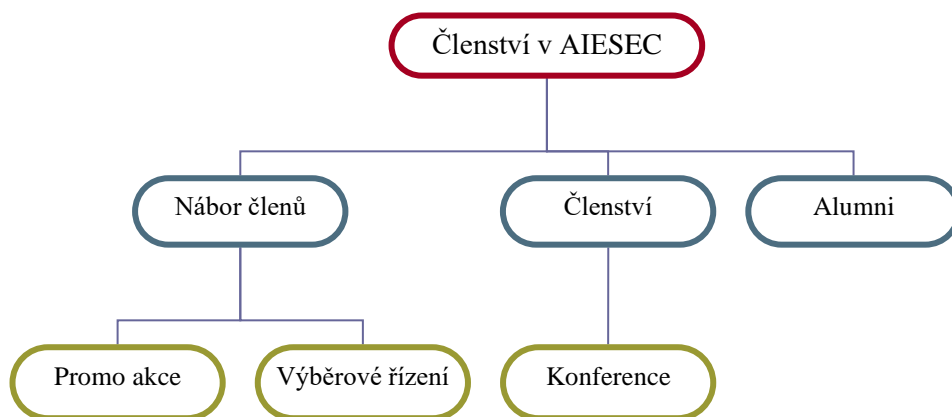 Členství v AIESEC
Nábor členů
Členství
Alumni
Promo akce
Výběrové řízení
Konference